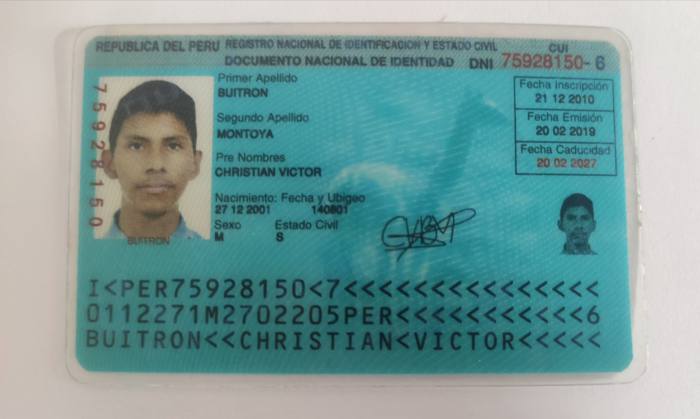 REPUBLICA DEL PERU REGISTRO NACIONAL DE IDENTIFICACION Y ESTADO CIVIL
DOCUMENTO NACIONAL DE IDENTIDAD DNI 75928150-6
CUI
75928150
BUITRON
Primer Apellido
BUITRON
Segundo Apellido
MONTOYA
Pre Nombres
CHRISTIAN VICTOR
Nacimiento: Fecha y Ubigeo
27 12 2001 140801
Sexo Estado Civil
M S
Fecha Inscripción
21 12 2010
Fecha Emisión
20 02 2019
Fecha Caducidad
20 02 2027
I<PER75928150<7<<<<<<<<<<<<<<<
0112271M2702205PER<<<<<<<<<<<6
BUITRON<<CHRISTIAN<VICTOR<<<<<